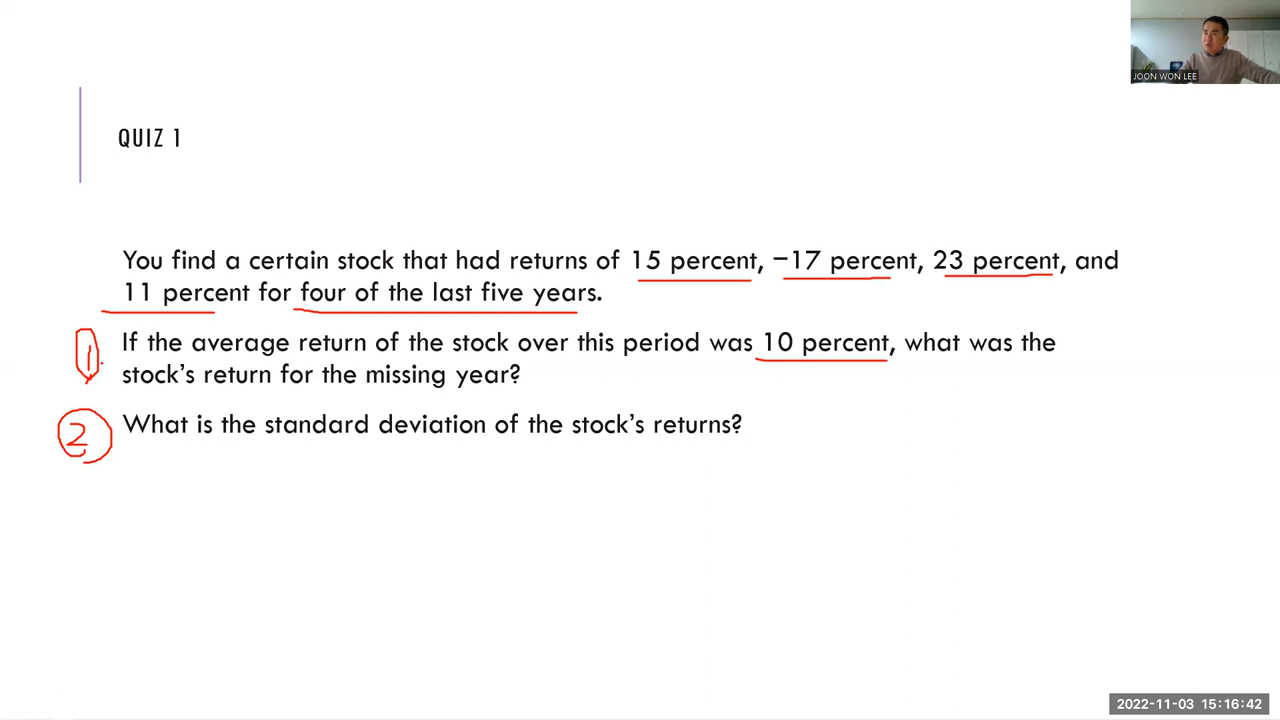 JOON WON LEE
QUIZ 1
You find a certain stock that had returns of 15 percent, −17 percent, 23 percent, and
11 percent for four of the last five years.
1 If the average return of the stock over this period was 10 percent, what was the
stock's return for the missing year?
2 What is the standard deviation of the stock's returns?
2022-11-03 15:16:42